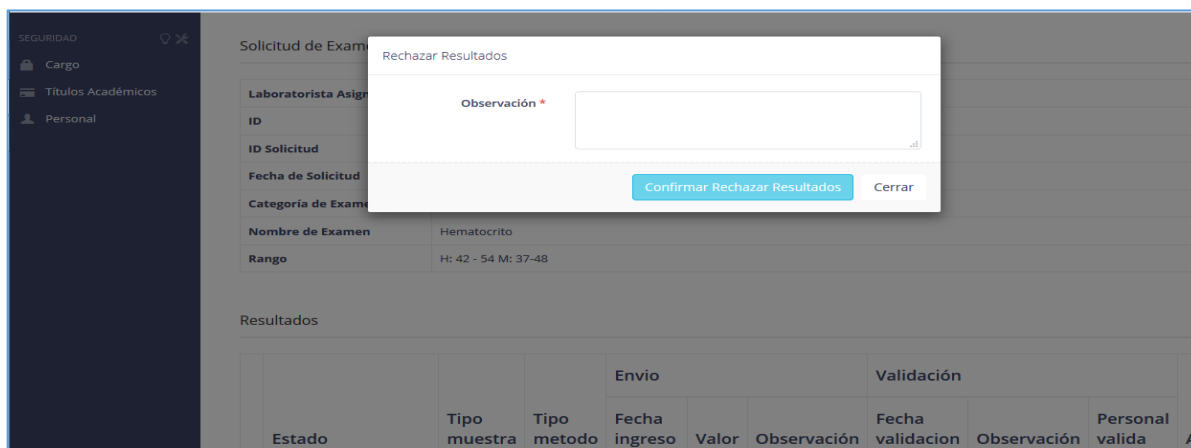 SEGURIDAD
Cargo
Títulos Académicos
Personal
Solicitud de Exam
Rechazar Resultados
Observación *
Confirmar Rechazar Resultados Cerrar
Laboratorista Asign
ID
ID Solicitud
Fecha de Solicitud
Categoría de Exame
Nombre de Examen Hematocrito
Rango H: 42 - 54 M: 37-48
Resultados
Envio Validación
Estado Tipo muestra Tipo metodo Fecha ingreso Valor Observación Fecha validacion Observación Personal valida A